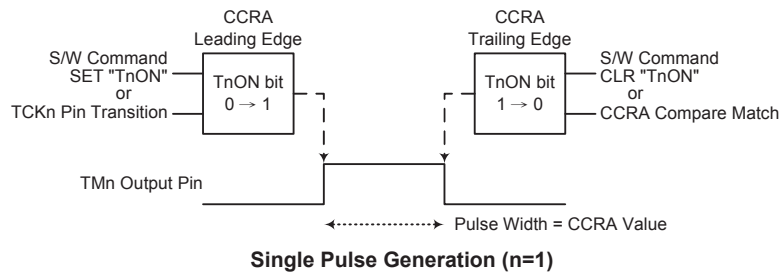 CCRA
Leading Edge
S/W Command
SET "TnON"
or
TCKn Pin Transition
TnON bit
0 → 1
CCRA
Trailing Edge
TnON bit
1 → 0
S/W Command
CLR "TnON"
or
CCRA Compare Match
TMn Output Pin
Pulse Width = CCRA Value
Single Pulse Generation (n=1)